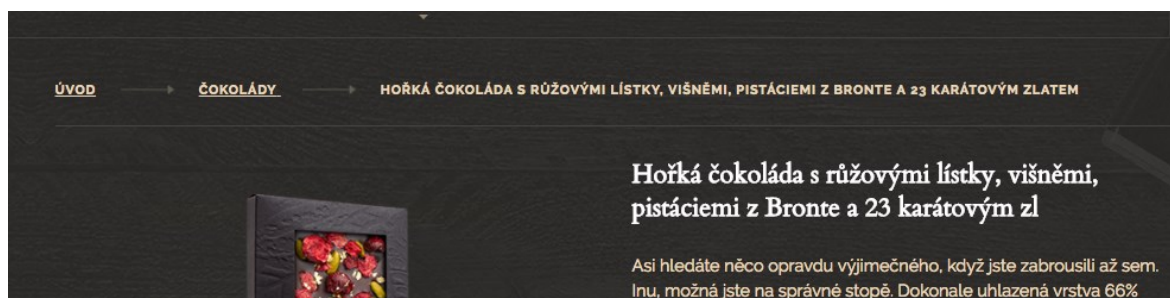 ÚVOD ČOKOLÁDY HOŘKÁ ČOKOLÁDA S RŮŽOVÝMI LÍSTKY, VIŠNĚMI, PISTÁCIEMI Z BRONTE A 23 KARÁTOVÝM ZLATEM
Hořká čokoláda s růžovými lístky, višněmi,
pistáciemi z Bronte a 23 karátovým zl
Asi hledáte něco opravdu výjimečného, když jste zabrousili až sem.
Inu, možná jste na správné stopě. Dokonale uhlazená vrstva 66%